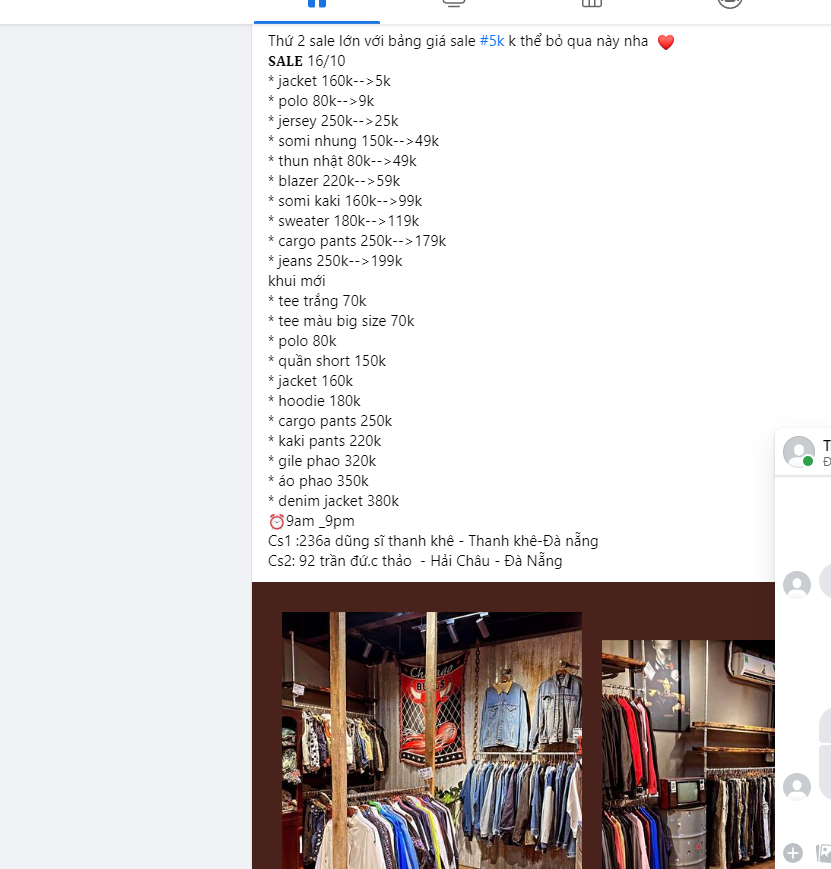 Thứ 2 sale lớn với bảng giá sale #5k k thể bỏ qua này nha ❤️
SALE 16/10
* jacket 160k-->5k
* polo 80k-->9k
* jersey 250k-->25k
* somi nhung 150k-->49k
* thun nhật 80k-->49k
* blazer 220k-->59k
* somi kaki 160k-->99k
* sweater 180k-->119k
* cargo pants 250k-->179k
* jeans 250k-->199k
khui mới
* tee trắng 70k
* tee màu big size 70k
* polo 80k
* quần short 150k
* jacket 160k
* hoodie 180k
* cargo pants 250k
* kaki pants 220k
* gile phao 320k
* áo phao 350k
* denim jacket 380k
⏰9am _9pm
Cs1 :236a dũng sĩ thanh khê - Thanh khê-Đà nẵng
Cs2: 92 trần đứ.c thảo  - Hải Châu - Đà Nẵng
Chicago
BULLS